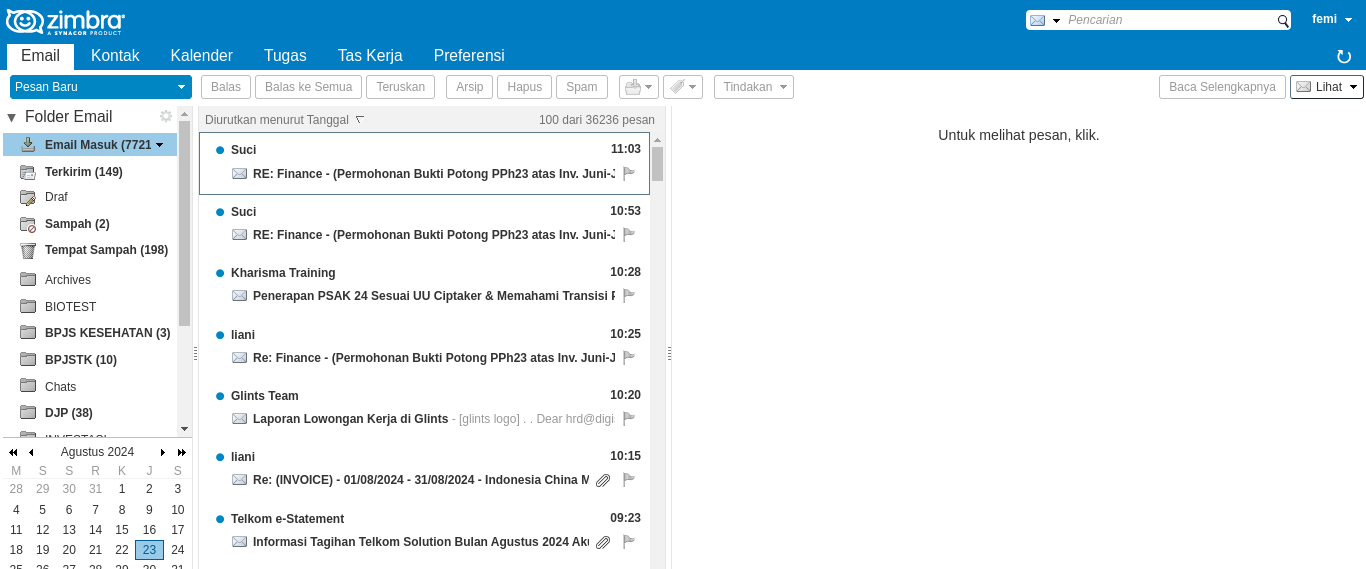 zimbra
A SYNACOR PRODUCT
Pencarian
femi
Email Kontak Kalender Tugas Tas Kerja Preferensi
Pesan Baru Balas Balas ke Semua Teruskan Arsip Hapus Spam Tindakan Baca Selengkapnya Lihat
Folder Email
Email Masuk (7721
Terkirim (149)
Draf
Sampah (2)
Tempat Sampah (198)
Archives
BIOTEST
BPJS KESEHATAN (3)
BPJSTK (10)
Chats
DJP (38)
INVESTASI
Agustus 2024
M S S R K J S
28 29 30 31 1 2 3
4 5 6 7 8 9 10
11 12 13 14 15 16 17
18 19 20 21 22 23 24
25 26 27 28 29 30 31
Diurutkan menurut Tanggal 100 dari 36236 pesan
Suci 11:03
RE: Finance - (Permohonan Bukti Potong PPh23 atas Inv. Juni-J
Suci 10:53
RE: Finance - (Permohonan Bukti Potong PPh23 atas Inv. Juni-J
Kharisma Training 10:28
Penerapan PSAK 24 Sesuai UU Ciptaker & Memahami Transisi P
liani 10:25
Re: Finance - (Permohonan Bukti Potong PPh23 atas Inv. Juni-J
Glints Team 10:20
Laporan Lowongan Kerja di Glints - [glints logo] . . Dear hrd@digi
liani 10:15
Re: (INVOICE) - 01/08/2024 - 31/08/2024 - Indonesia China M
Telkom e-Statement 09:23
Informasi Tagihan Telkom Solution Bulan Agustus 2024 Aku
Untuk melihat pesan, klik.